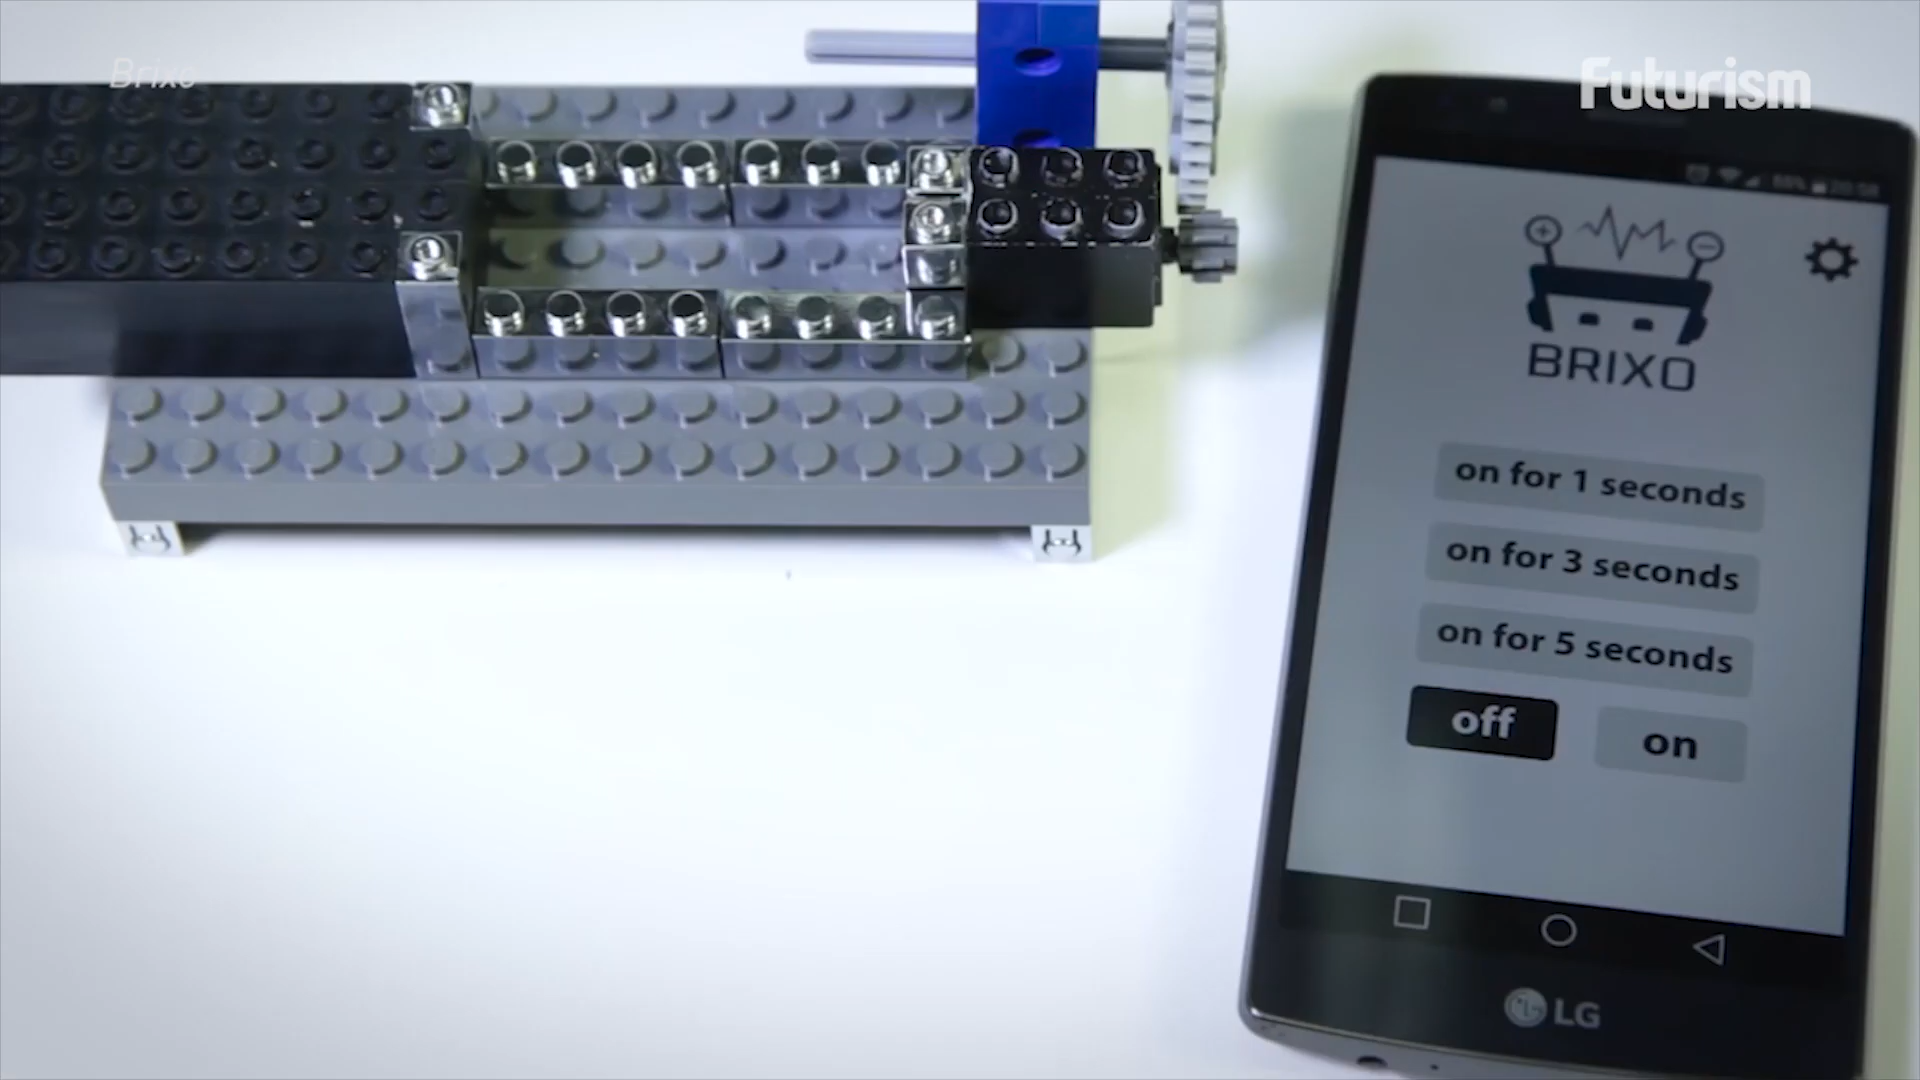 Brixo
Futurism
BRIXO
on for 1 seconds
on for 3 seconds
on for 5 seconds
off
on
LG